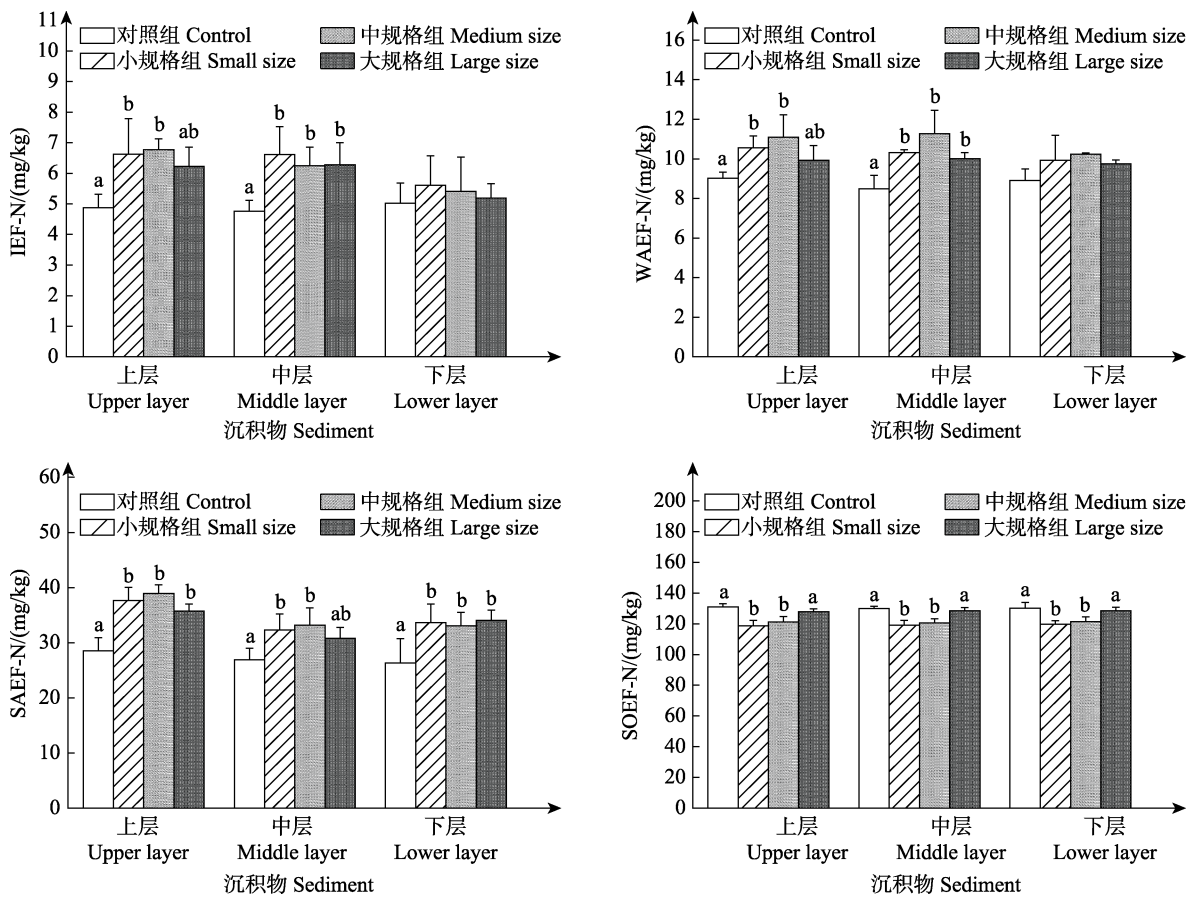 IEF-N/(mg/kg)
11
10
9
8
7
6
5
4
3
2
1
0
对照组 Control
中规格组 Medium size
小规格组 Small size
大规格组 Large size
a b b ab
a b b b
上层 中层 下层
Upper layer Middle layer Lower layer
沉积物 Sediment
WAEF-N/(mg/kg)
16
14
12
10
8
6
4
2
0
对照组 Control
中规格组 Medium size
小规格组 Small size
大规格组 Large size
a b b ab
a b b b
上层 中层 下层
Upper layer Middle layer Lower layer
沉积物 Sediment
SAEF-N/(mg/kg)
60
50
40
30
20
10
0
对照组 Control
中规格组 Medium size
小规格组 Small size
大规格组 Large size
a b b b
a b b ab
a b b b
上层 中层 下层
Upper layer Middle layer Lower layer
沉积物 Sediment
SOEF-N/(mg/kg)
200
180
160
140
120
100
80
60
40
20
0
对照组 Control
中规格组 Medium size
小规格组 Small size
大规格组 Large size
a b b a
a b b a
a b b a
上层 中层 下层
Upper layer Middle layer Lower layer
沉积物 Sediment